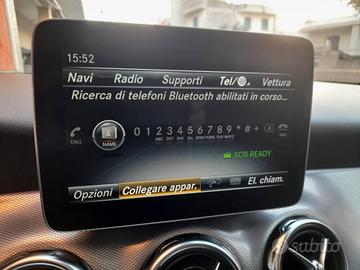 15:52
Navi Radio Supporti Tel/ Vettura
Ricerca di telefoni Bluetooth abilitati in corso...
0 1 2 3 4 5 6 7 8 9 * # +
CALL NAME ABC DEF GHI JKL MNO PQRS TUV WXYZ END
SOS READY
Opzioni Collegare appar. El. chiam.
subito